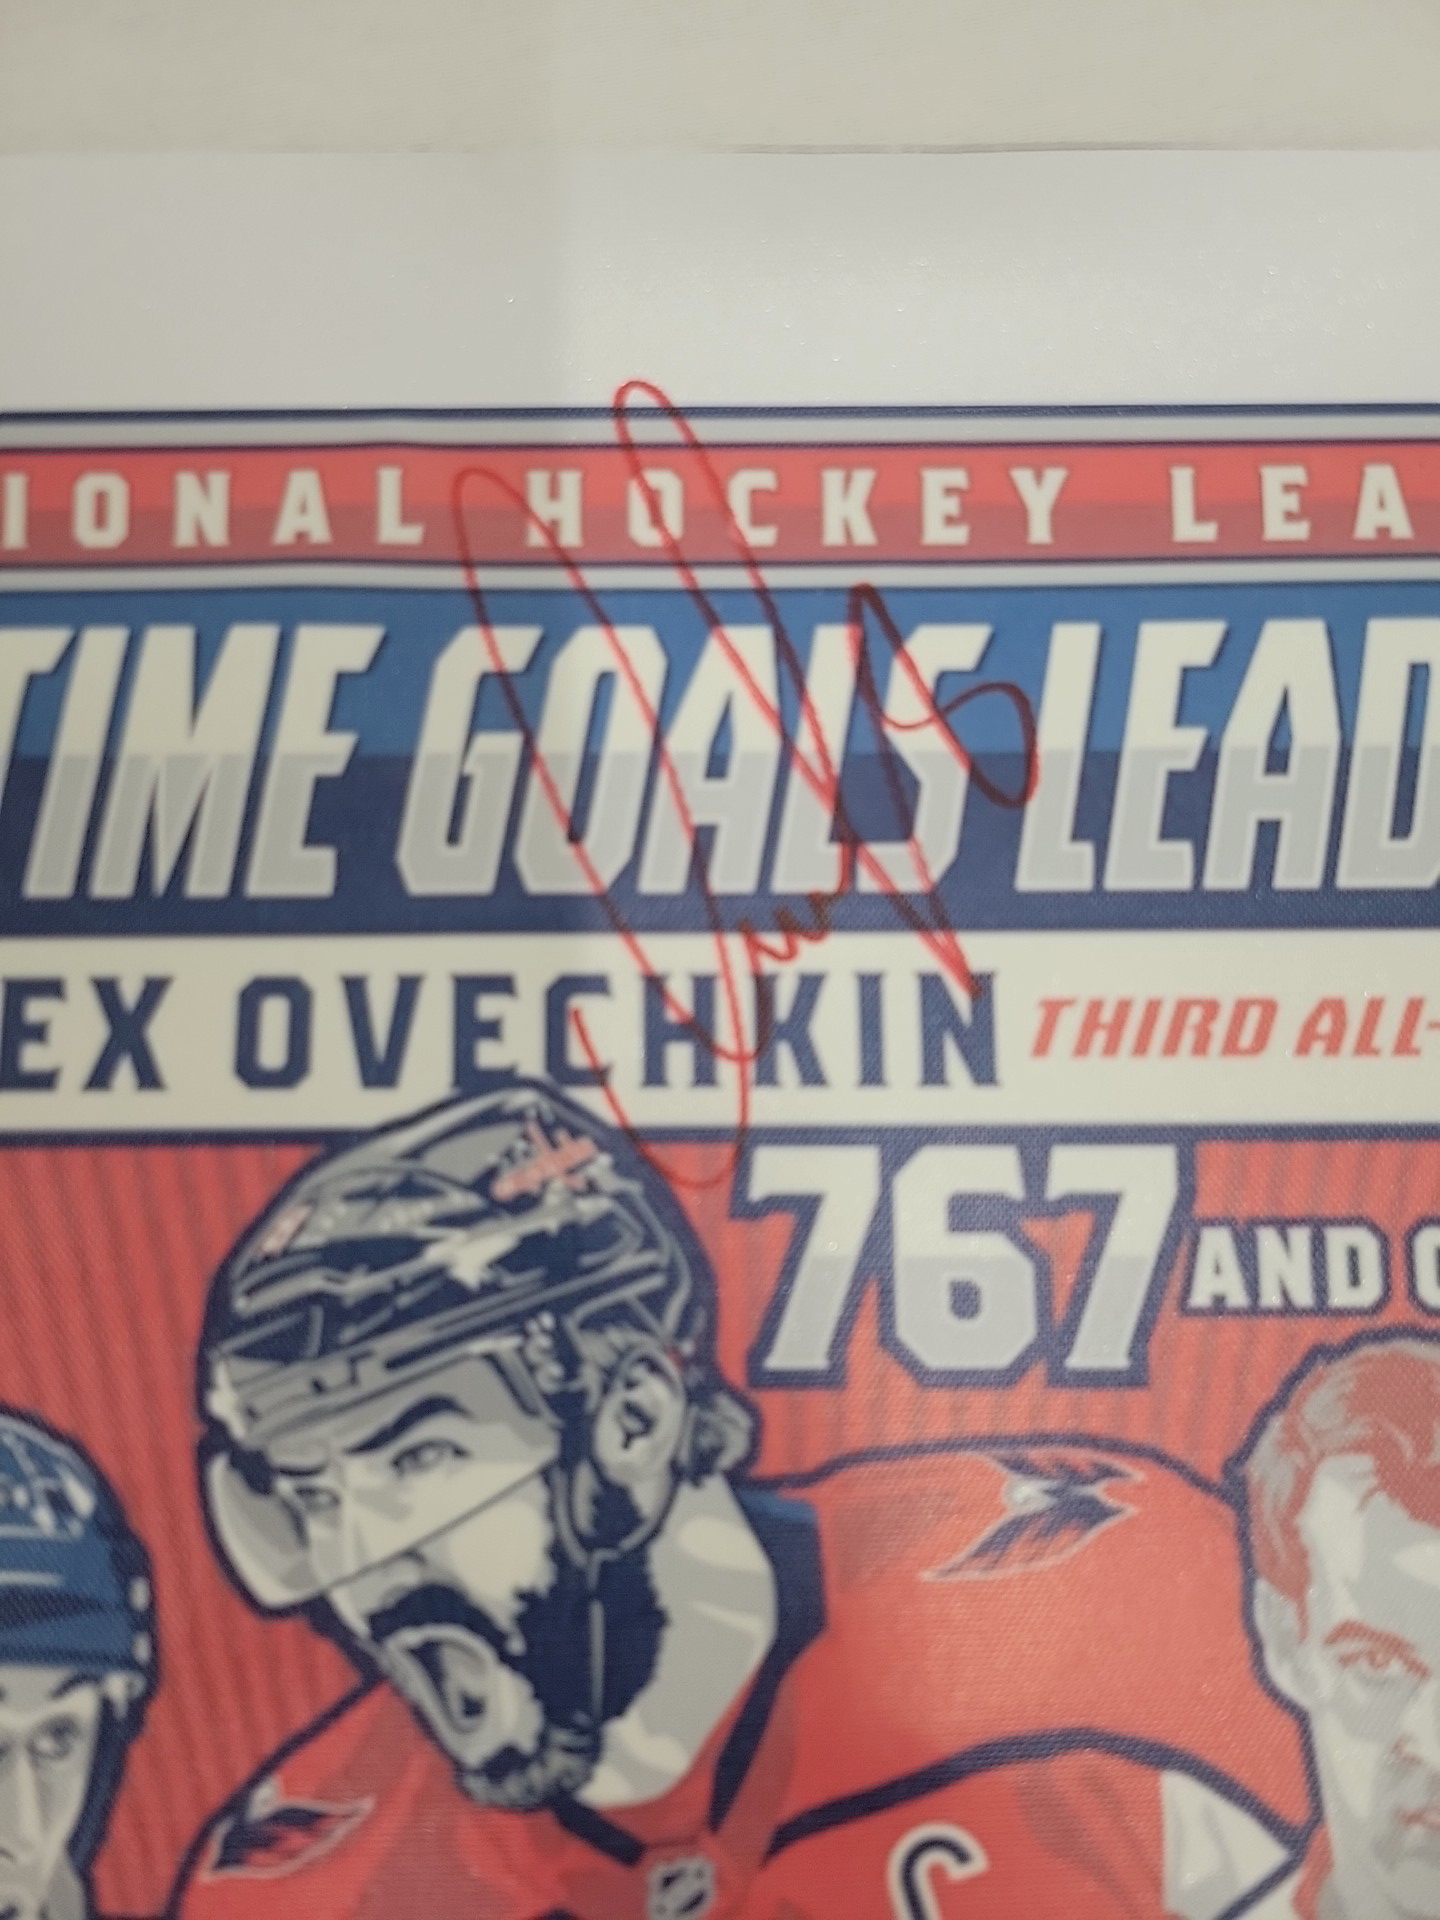 IONAL HOCKEY LEA
TIME GOALS LEAD
EX OVECHKIN THIRD ALL-
767 AND
C